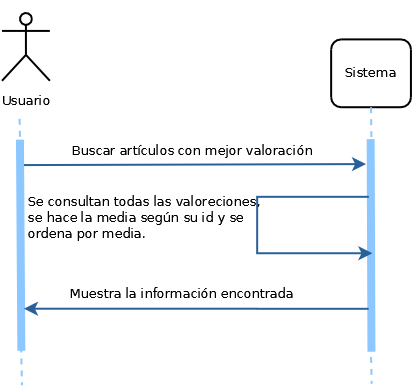 Usuario
Sistema
Buscar artículos con mejor valoración
Se consultan todas las valoreciones,
se hace la media según su id y se
ordena por media.
Muestra la información encontrada